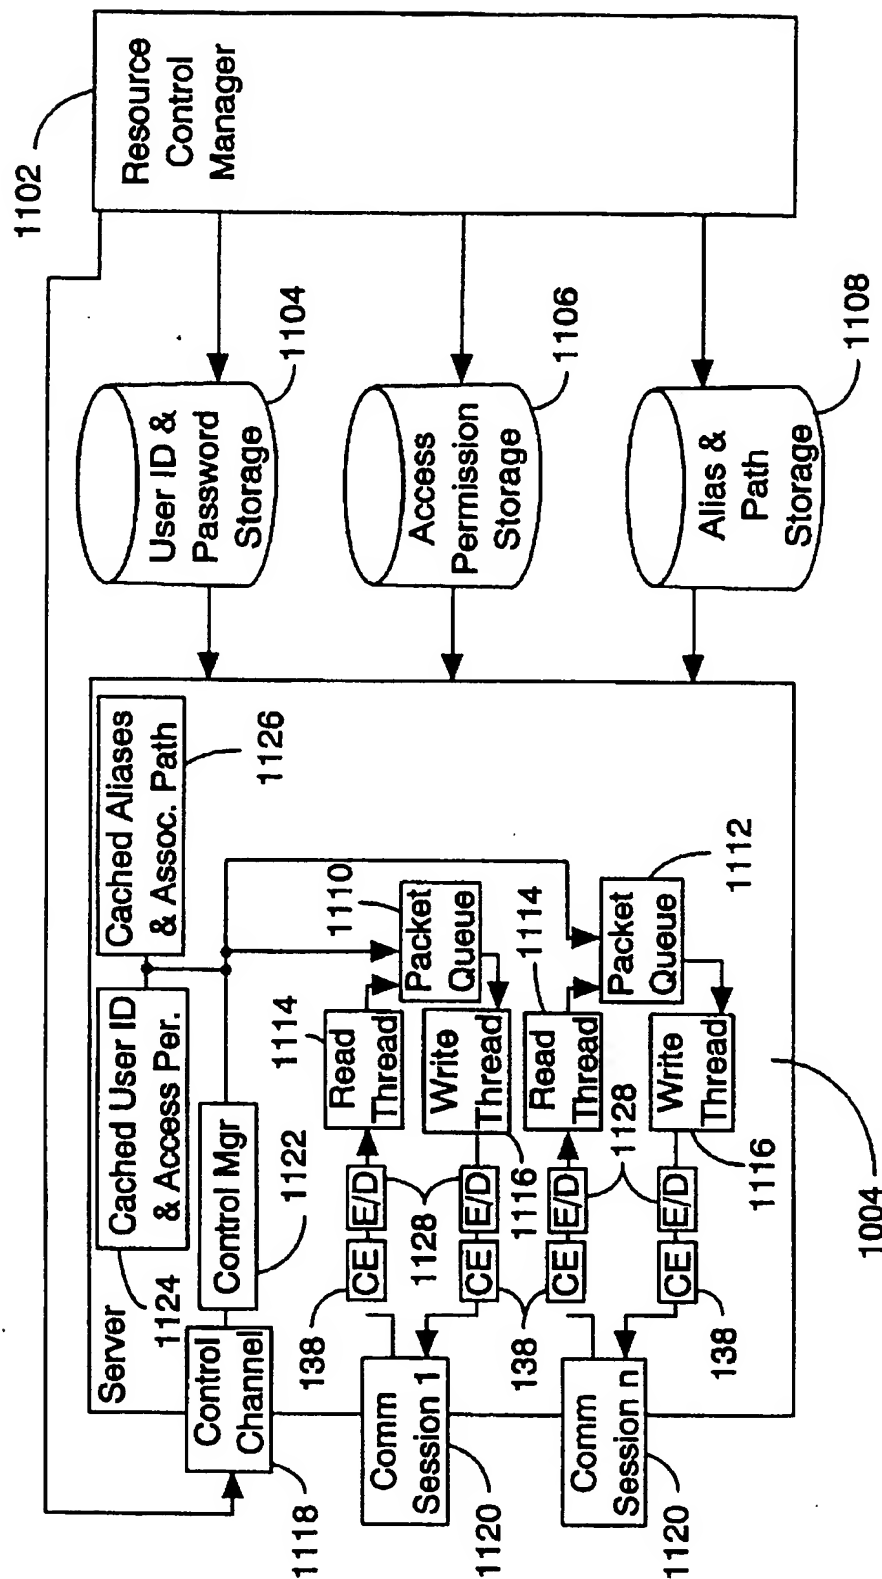 Server
Control
Channel
1118
1124
Cached User ID
& Access Per.
Cached Aliases
& Assoc. Path
1126
Control Mgr
1122
Comm
Session 1
1120
138
CE
E/D
Read
Thread
1114
1110
Packet
Queue
CE
E/D
1128
Write
Thread
1116
Comm
Session n
1120
138
CE
E/D
Read
Thread
1114
1112
Packet
Queue
138
CE
E/D
1128
Write
Thread
1116
1004
User ID &
Password
Storage
1104
Access
Permission
Storage
1106
Alias &
Path
Storage
1108
1102
Resource
Control
Manager